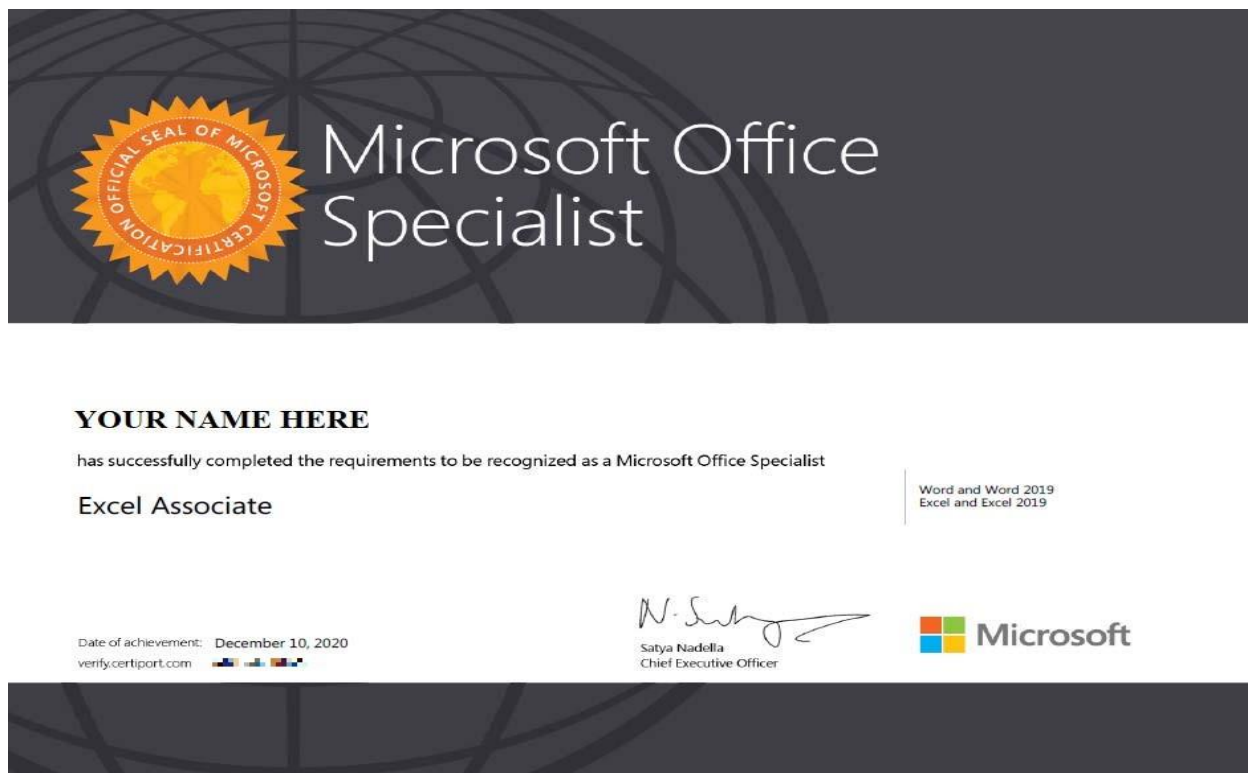 OFFICIAL SEAL OF MICROSOFT CERTIFICATION
Microsoft Office
Specialist
YOUR NAME HERE
has successfully completed the requirements to be recognized as a Microsoft Office Specialist
Excel Associate
Word and Word 2019
Excel and Excel 2019
Date of achievement: December 10, 2020
verify.certiport.com
Satya Nadella
Chief Executive Officer
Microsoft